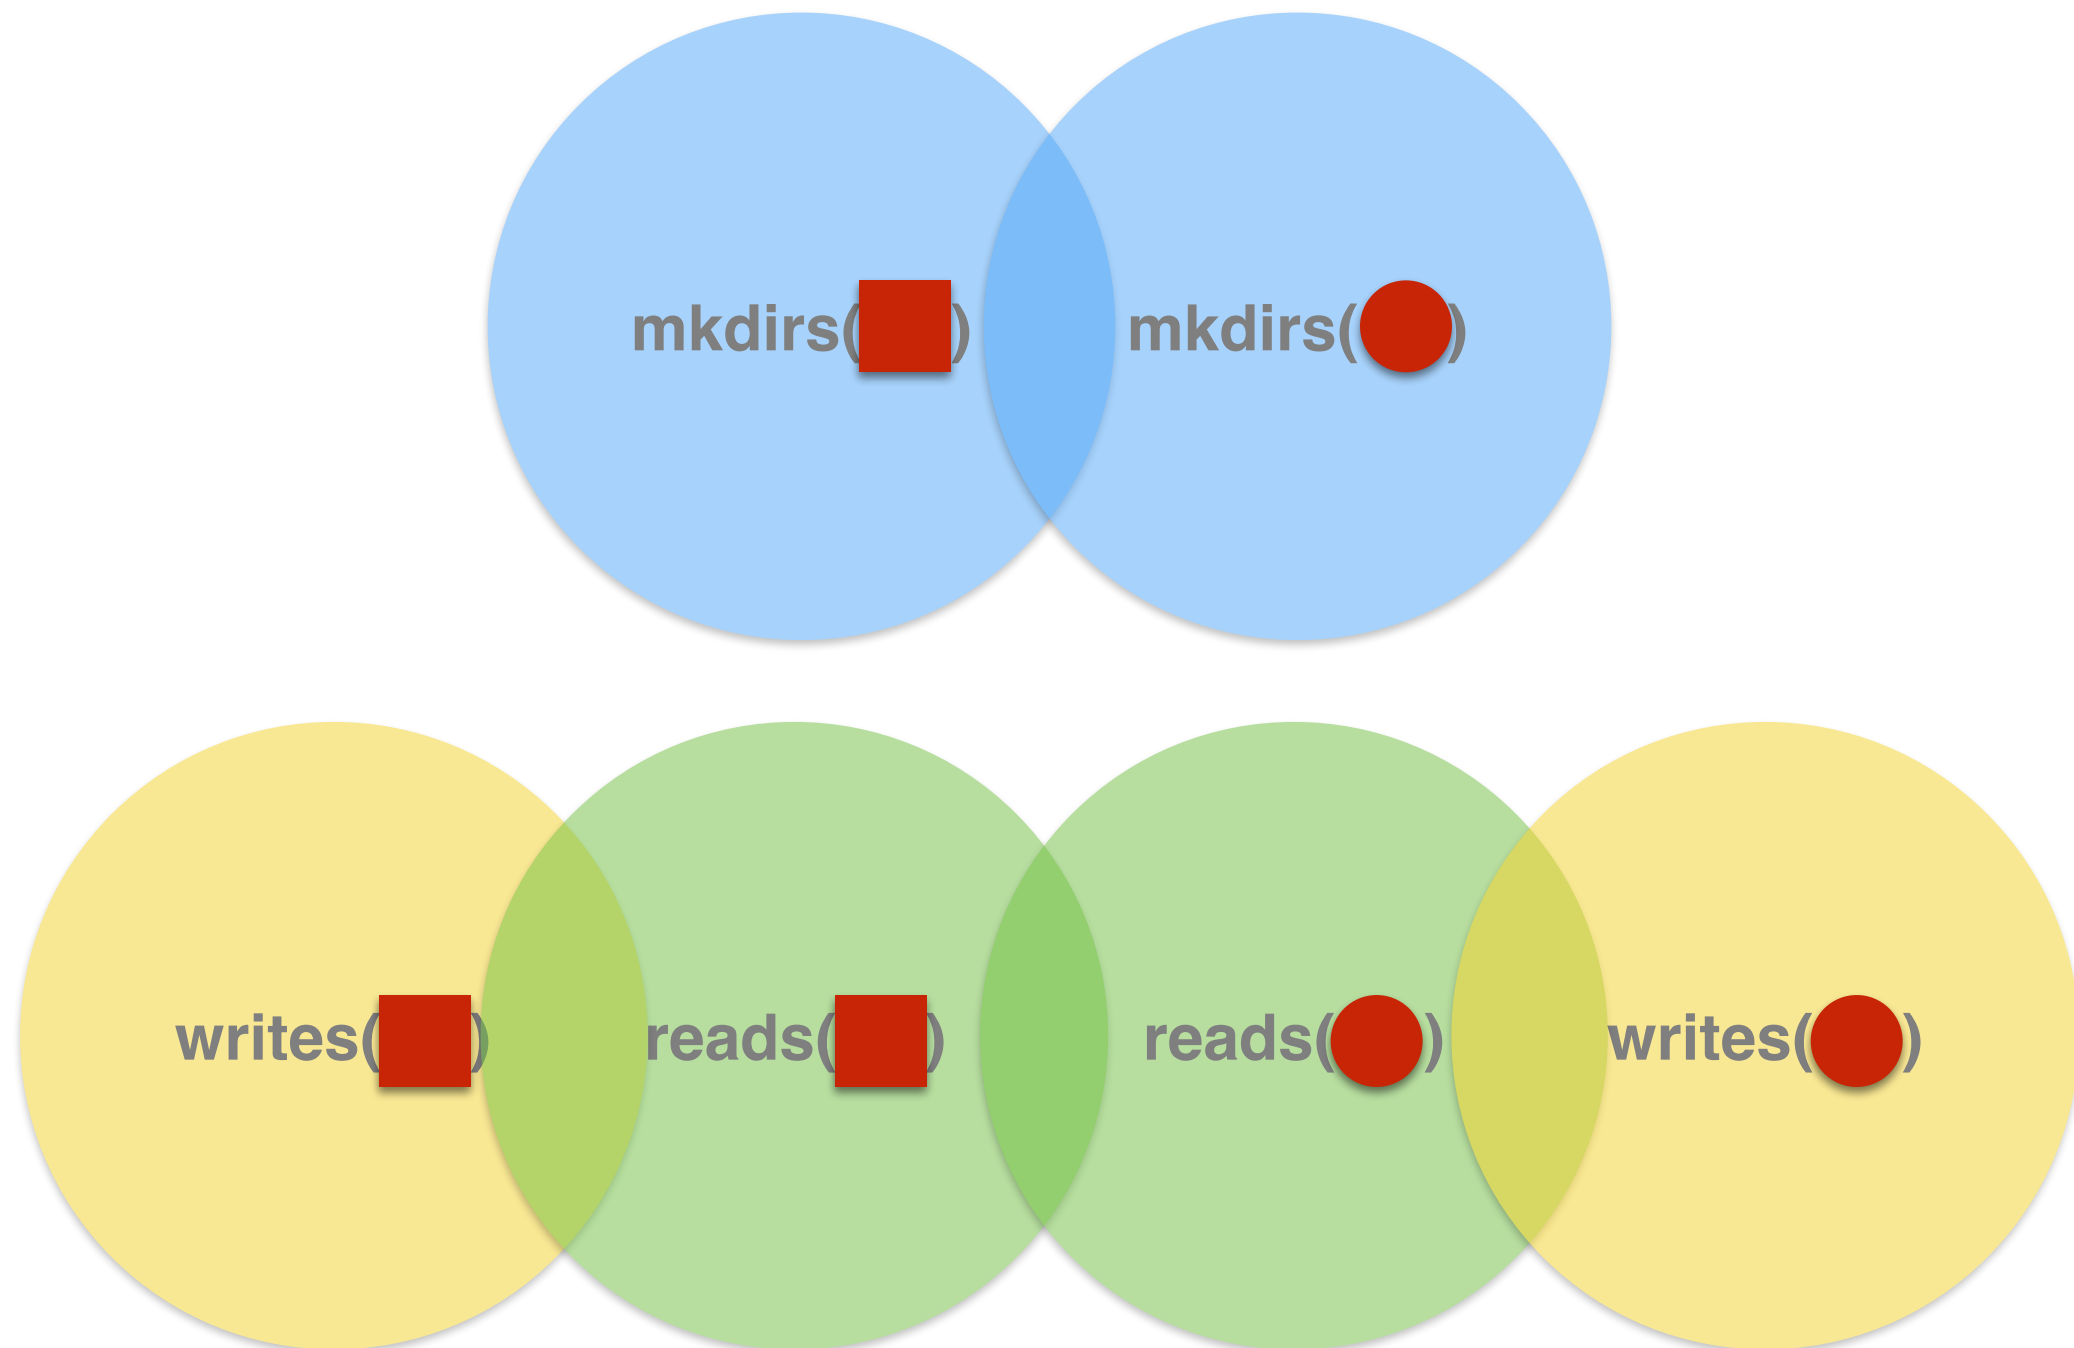 mkdirs( ) mkdirs( )
writes( ) reads( ) reads( ) writes( )